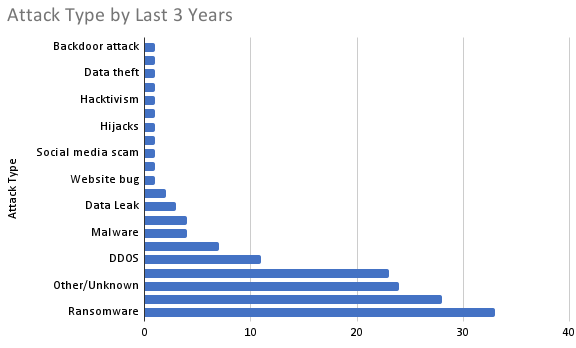 Attack Type by Last 3 Years
Backdoor attack
Data theft
Hacktivism
Hijacks
Social media scam
Website bug
Data Leak
Malware
DDOS
Other/Unknown
Ransomware
Attack Type
0 10 20 30 40